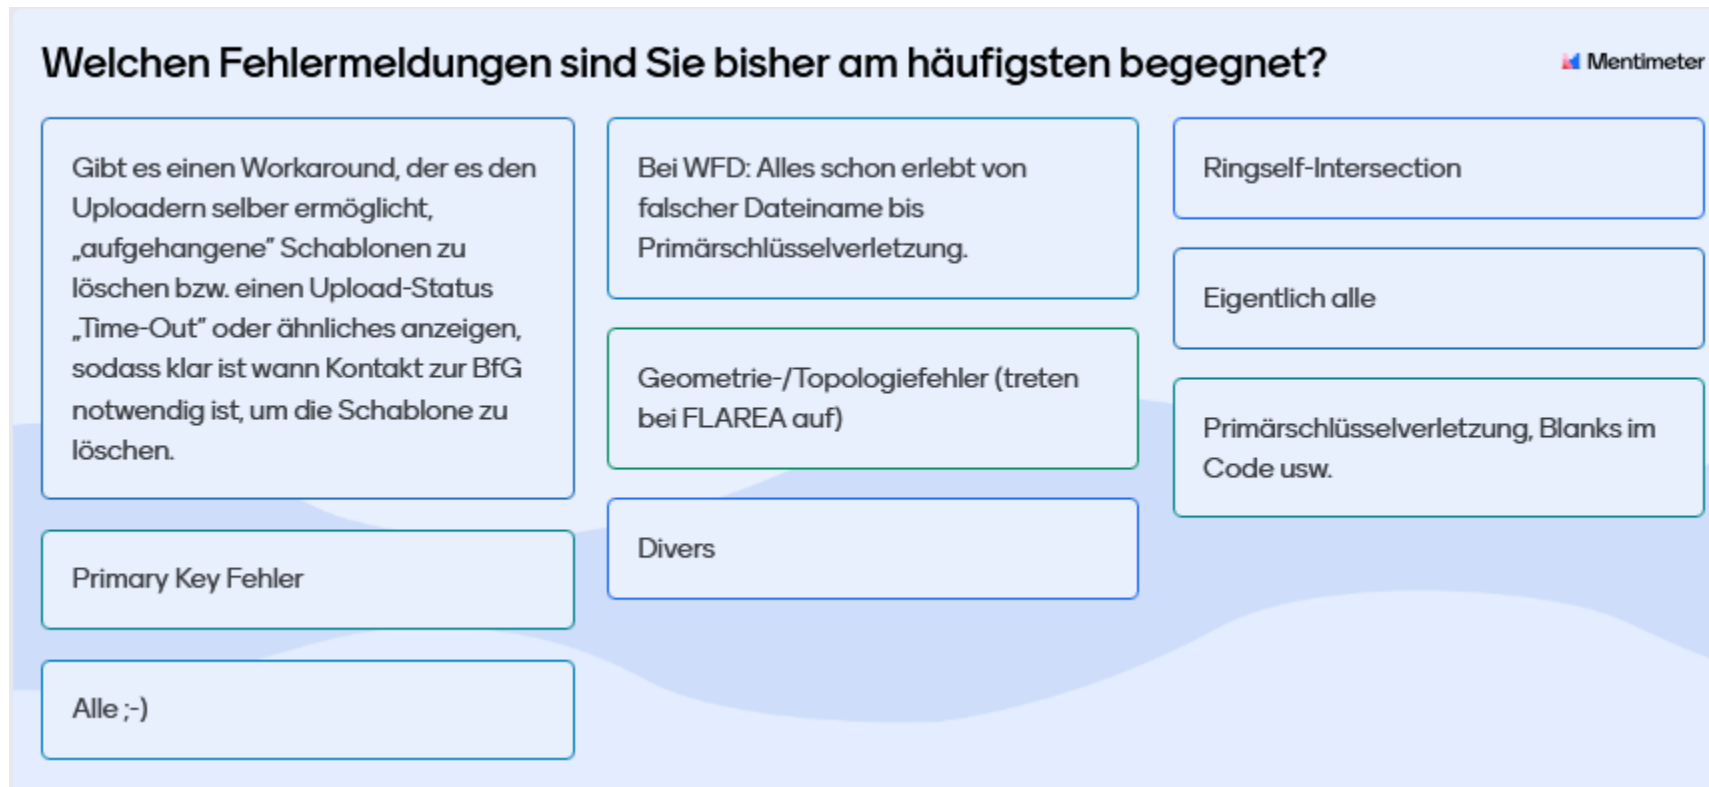 Welchen Fehlermeldungen sind Sie bisher am häufigsten begegnet?
Mentimeter
Gibt es einen Workaround, der es den
Uploadern selber ermöglicht,
„aufgehangene" Schablonen zu
löschen bzw. einen Upload-Status
„Time-Out" oder ähnliches anzeigen,
sodass klar ist wann Kontakt zur BfG
notwendig ist, um die Schablone zu
löschen.
Primary Key Fehler
Alle ;-)
Bei WFD: Alles schon erlebt von
falscher Dateiname bis
Primärschlüsselverletzung.
Geometrie-/Topologiefehler (treten
bei FLAREA auf)
Divers
Ringself-Intersection
Eigentlich alle
Primärschlüsselverletzung, Blanks im
Code usw.